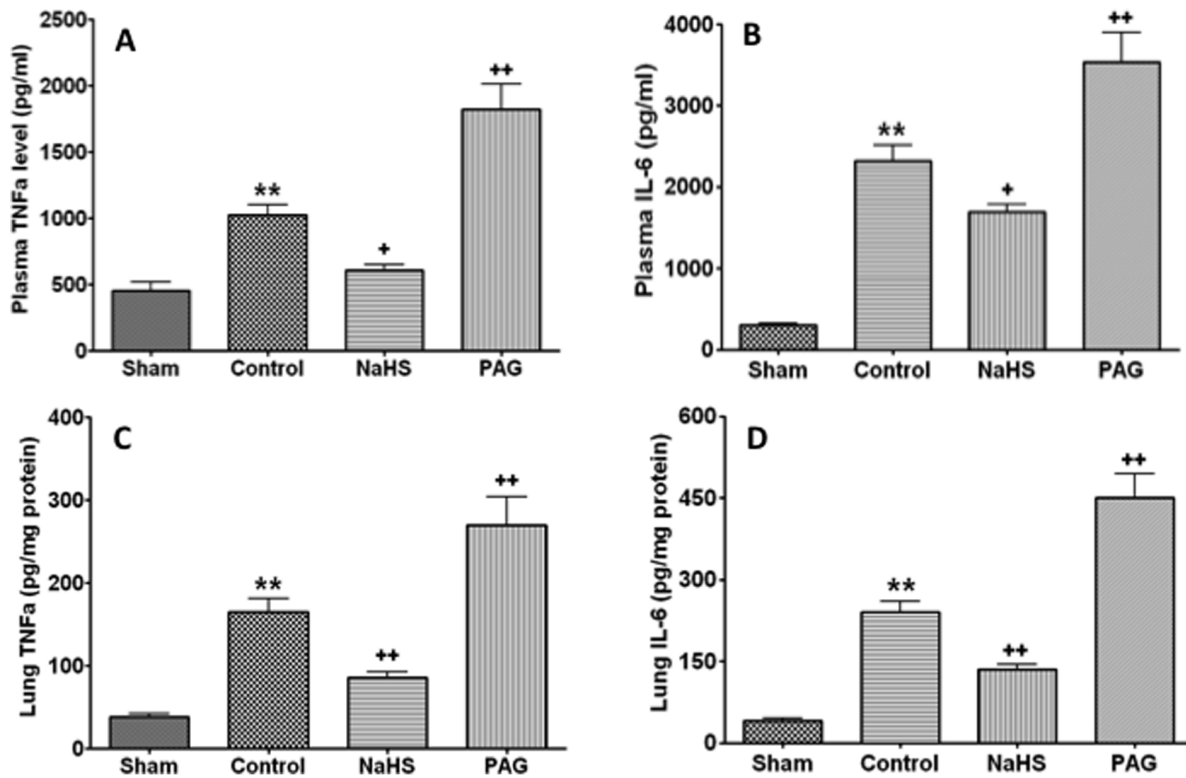 A
Plasma TNFa level (pg/ml)
2500
2000
1500
1000
500
0
**
+
++
Sham Control NaHS PAG
B
Plasma IL-6 (pg/ml)
4000
3000
2000
1000
0
**
+
++
Sham Control NaHS PAG
C
Lung TNFa (pg/mg protein)
400
300
200
100
0
**
++
++
Sham Control NaHS PAG
D
Lung IL-6 (pg/mg protein)
600
450
300
150
0
**
++
++
Sham Control NaHS PAG